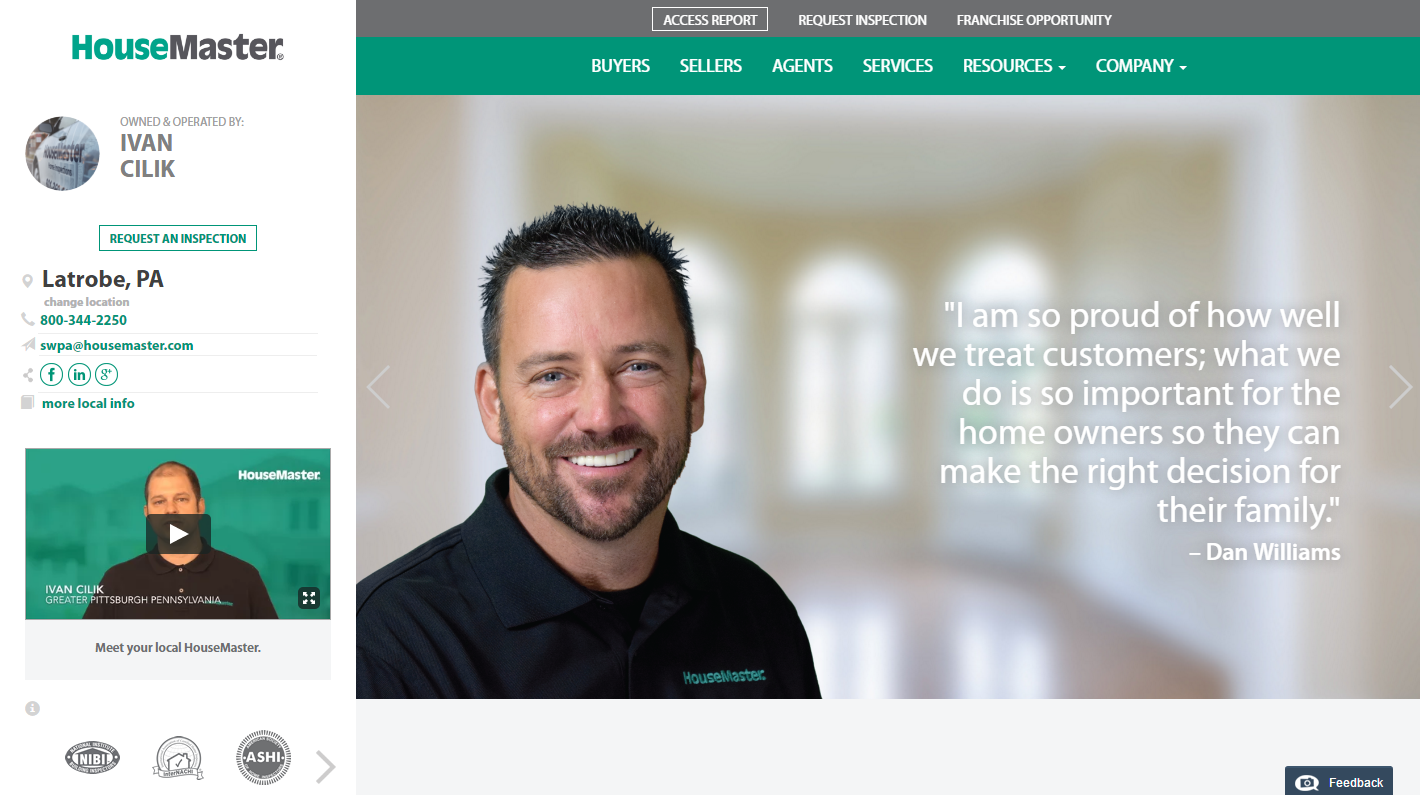 HouseMaster®
OWNED & OPERATED BY:
IVAN
CILIK
REQUEST AN INSPECTION
Latrobe, PA
change location
800-344-2250
swpa@housemaster.com
more local info
HouseMaster
IVAN CILIK
GREATER PITTSBURGH PENNSYLVANIA
Meet your local HouseMaster.
NIBI
InterNACHI
ASHI
ACCESS REPORT
REQUEST INSPECTION
FRANCHISE OPPORTUNITY
BUYERS
SELLERS
AGENTS
SERVICES
RESOURCES
COMPANY
"I am so proud of how well
we treat customers; what we
do is so important for the
home owners so they can
make the right decision for
their family."
– Dan Williams
HouseMaster
Feedback